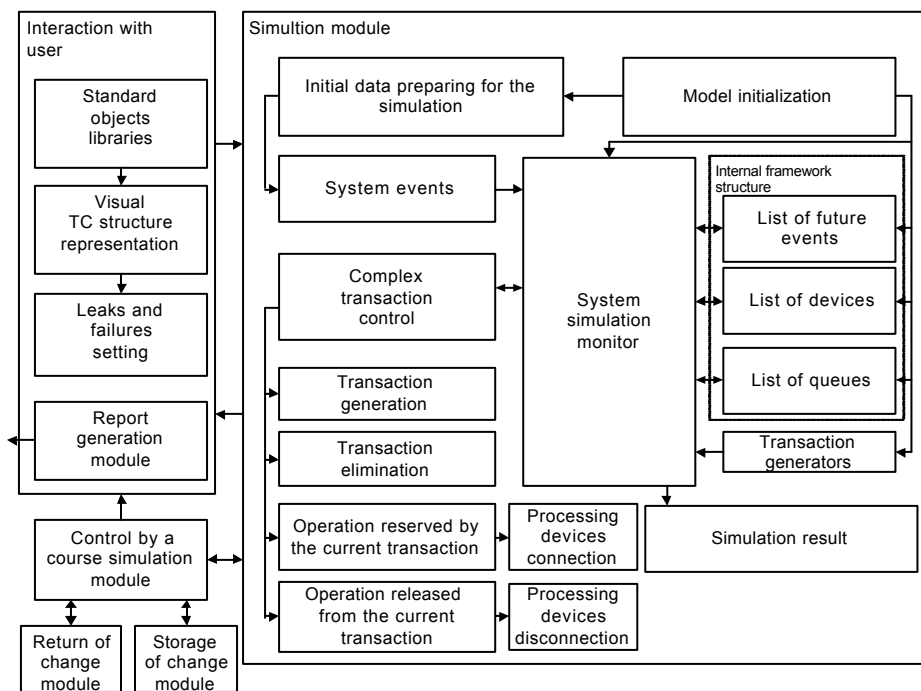 Interaction with
user
Standard
objects
libraries
Visual
TC structure
representation
Leaks and
failures
setting
Report
generation
module
Control by a
course simulation
module
Return of
change module
Storage
of change
module
Simultion module
Initial data preparing for the
simulation
Model initialization
System events
Complex
transaction
control
Transaction
generation
Transaction
elimination
Operation reserved by
the current transaction
Processing
devices
connection
Operation released
from the current
transaction
Processing
devices
disconnection
System
simulation
monitor
Internal framework
structure
List of future
events
List of devices
List of queues
Transaction
generators
Simulation result